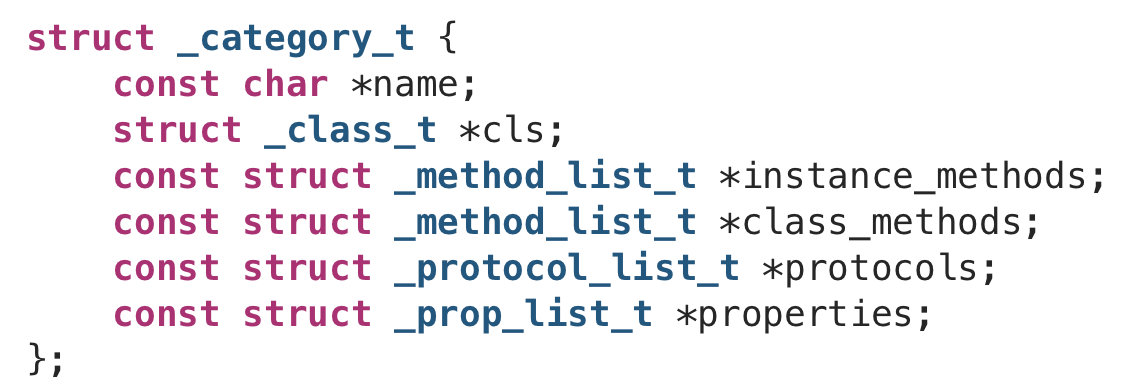 struct _category_t {
    const char *name;
    struct _class_t *cls;
    const struct _method_list_t *instance_methods;
    const struct _method_list_t *class_methods;
    const struct _protocol_list_t *protocols;
    const struct _prop_list_t *properties;
};